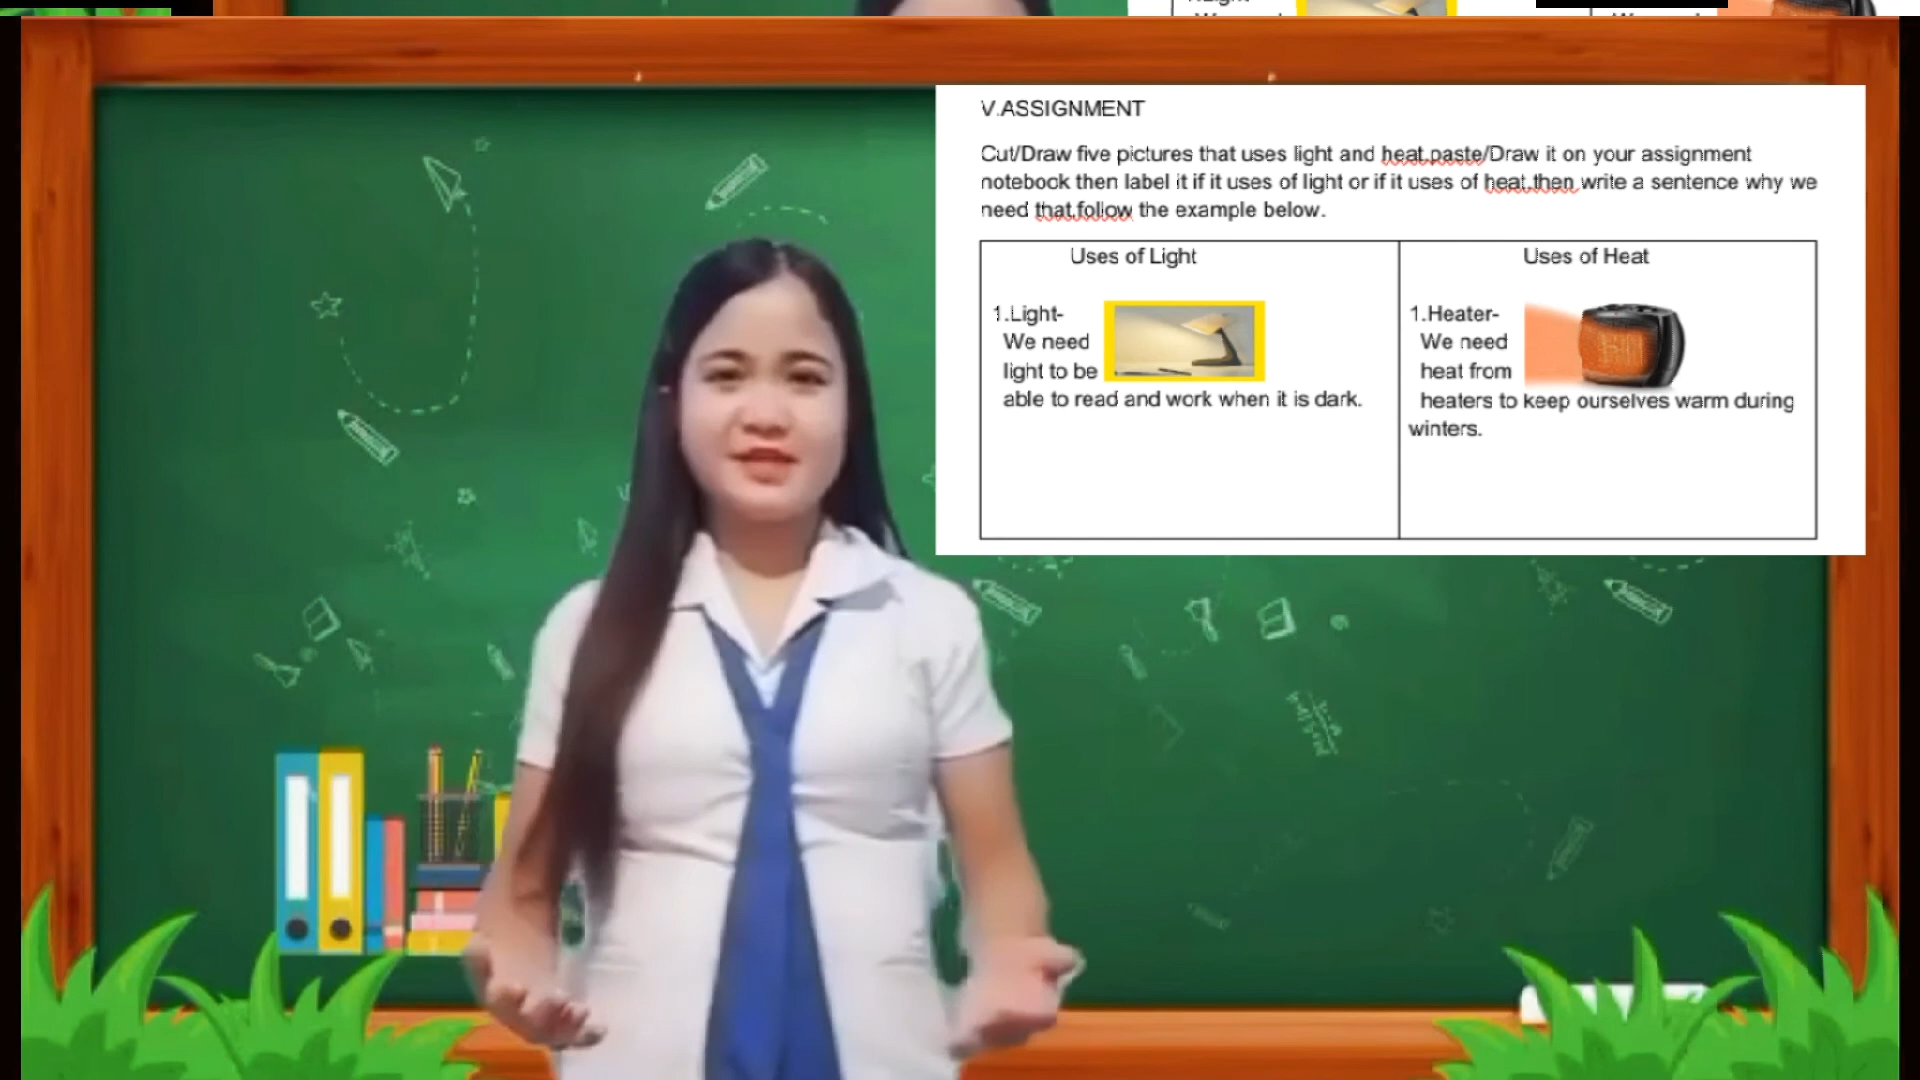 V.ASSIGNMENT
Cut/Draw five pictures that uses light and heat.paste/Draw it on your assignment
notebook then label it if it uses of light or if it uses of heat.then write a sentence why we
need that.follow the example below.
Uses of Light
1.Light-
We need
light to be
able to read and work when it is dark.
Uses of Heat
1.Heater-
We need
heat from
heaters to keep ourselves warm during
winters.